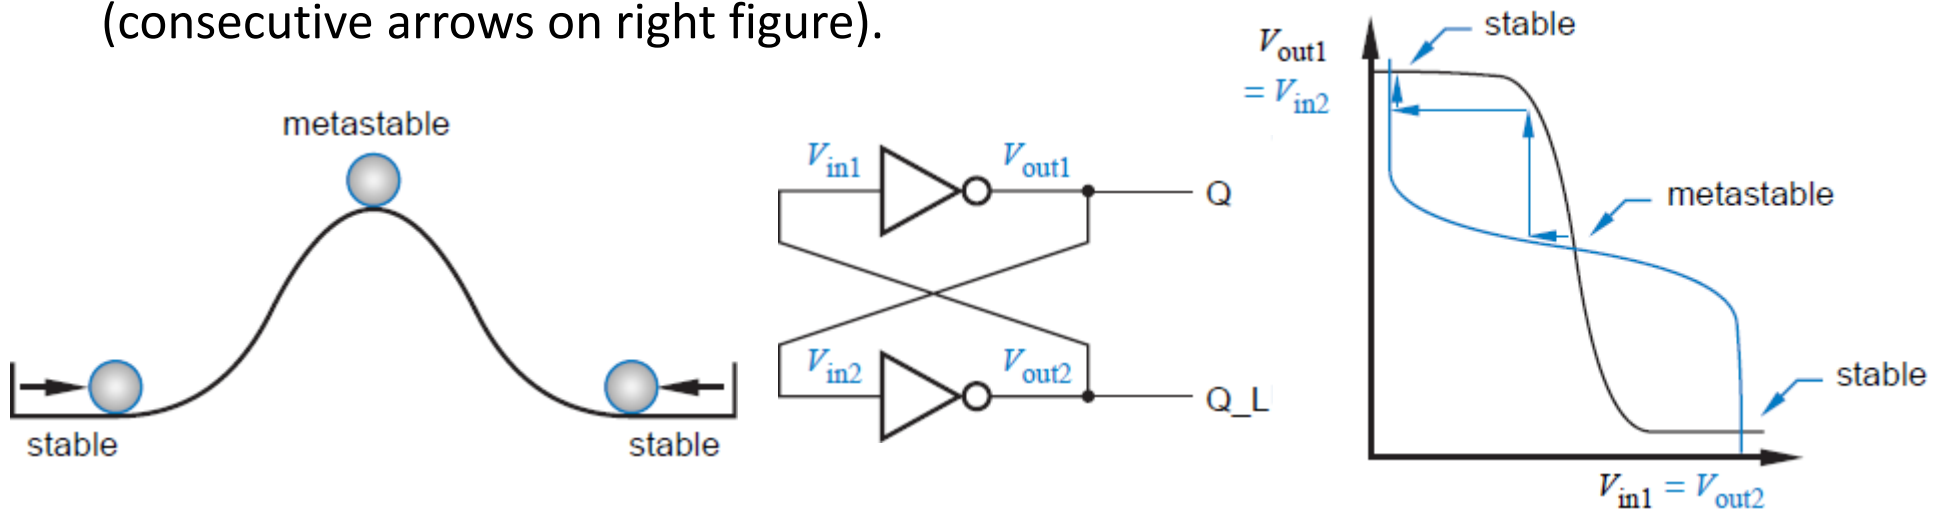 (consecutive arrows on right figure).
metastable
stable
stable
Vin1
Vout1
Q
Vin2
Vout2
Q_L
Vout1
= Vin2
stable
metastable
stable
Vin1 = Vout2